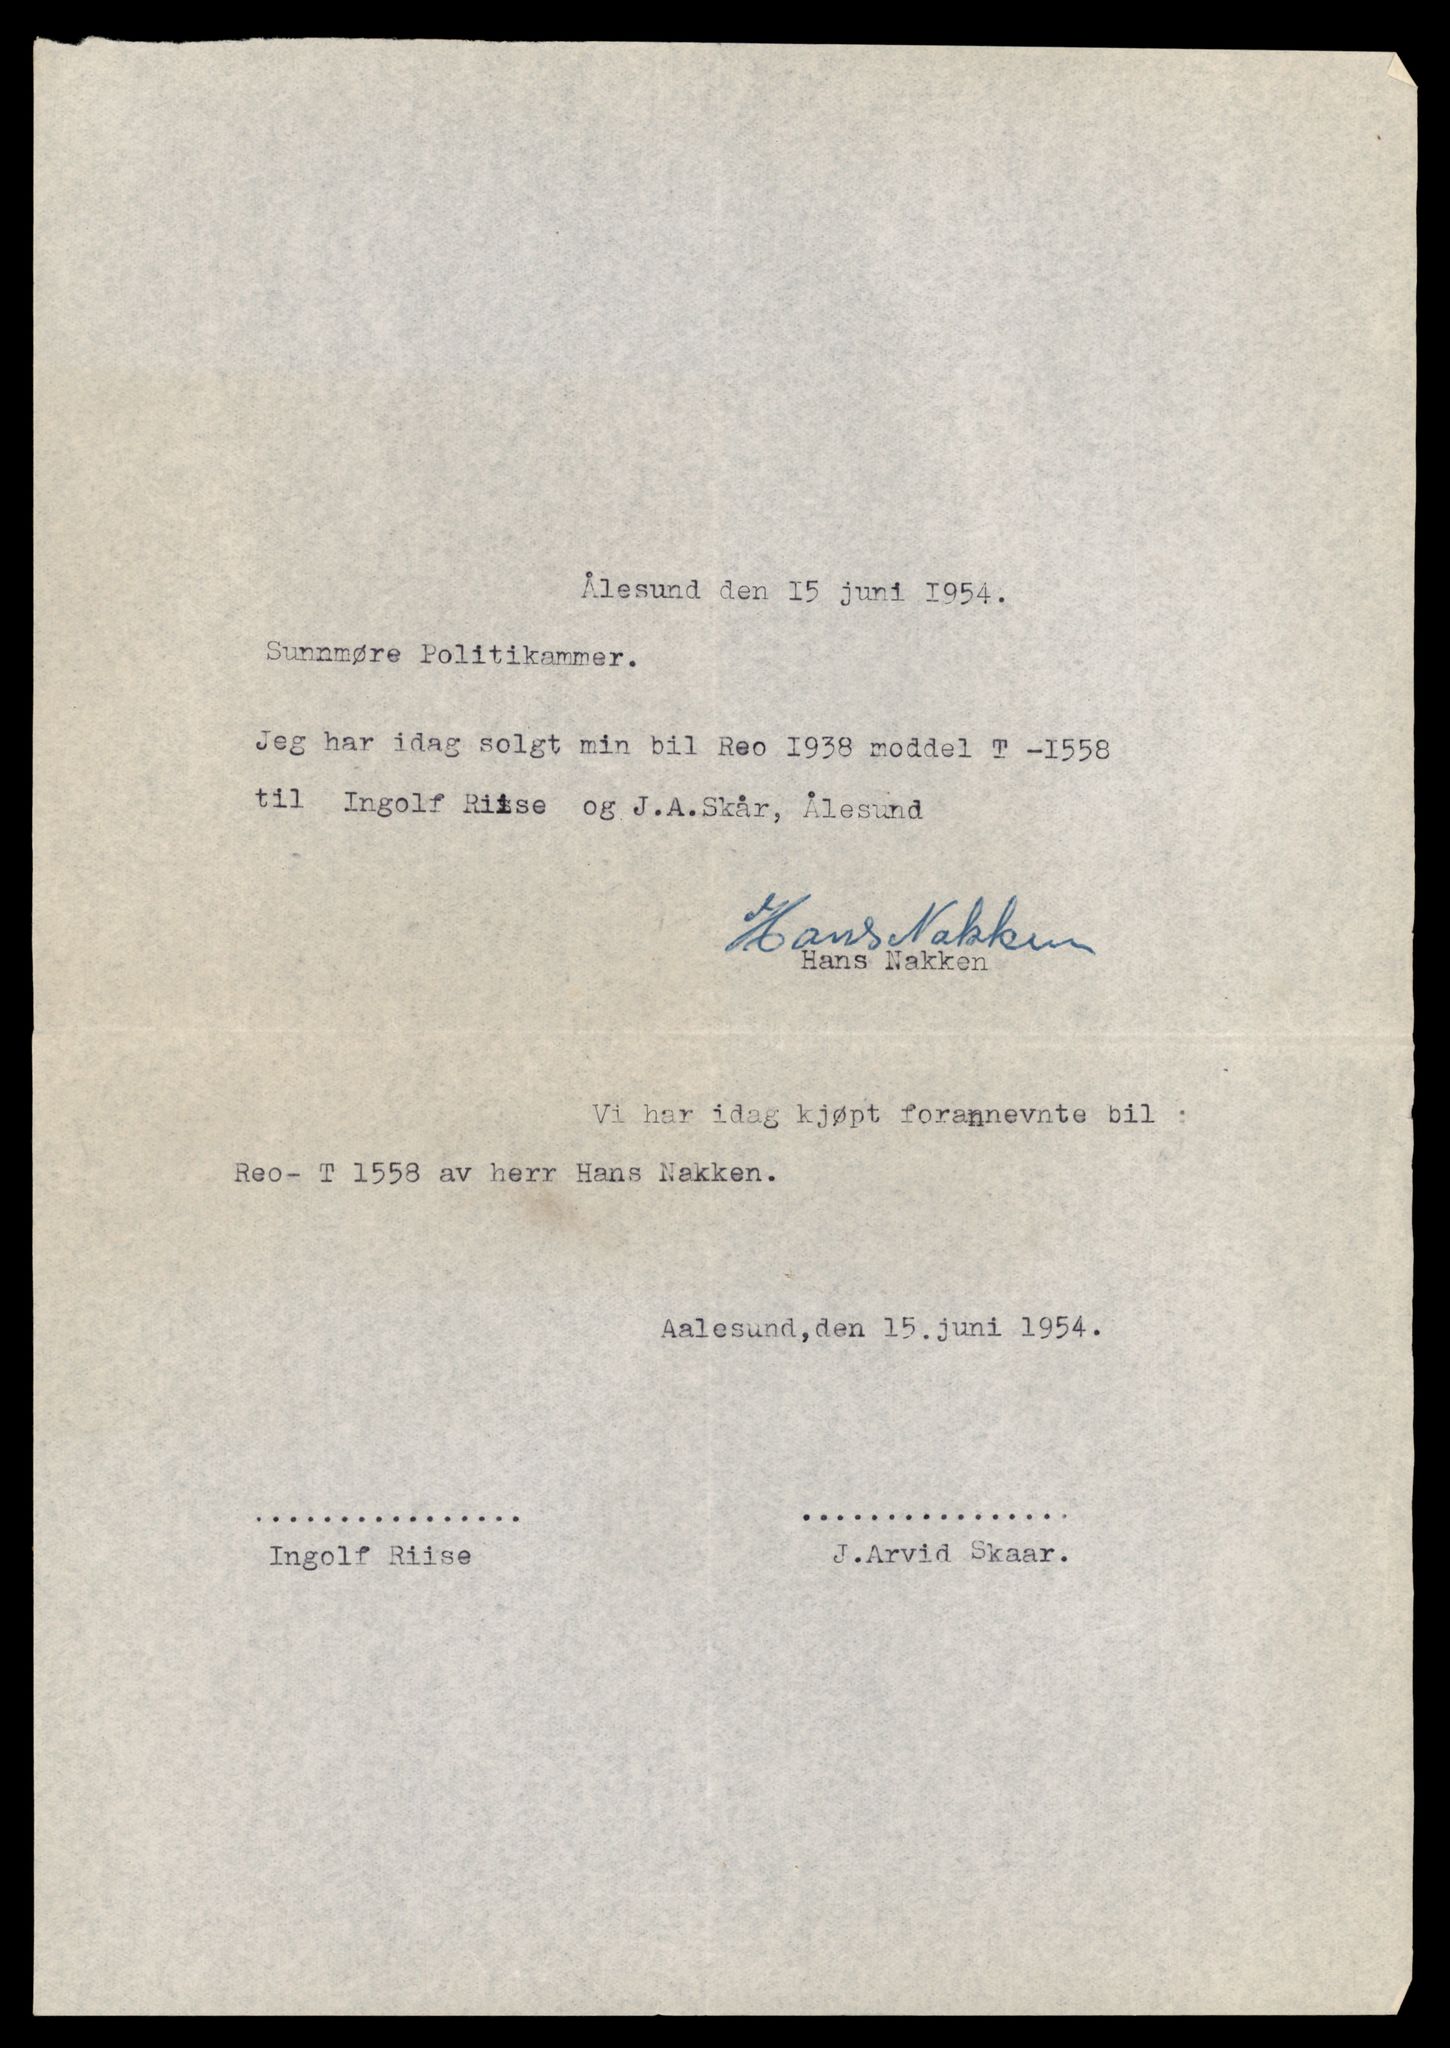 Ålesund den I5 juni I954.
Sunnmøre Politikammer.
Jeg har idag solgt min bil Reo I938 moddel T -I558
til Ingolf Riise og J.A.Skår, Ålesund
Hans Nakken
Hans Nakken
Vi har idag kjøpt forannevnte bil :
Reo- T 1558 av herr Hans Nakken.
Aalesund,den 15.juni 1954.
................ ................
Ingolf Riise J.Arvid Skaar.